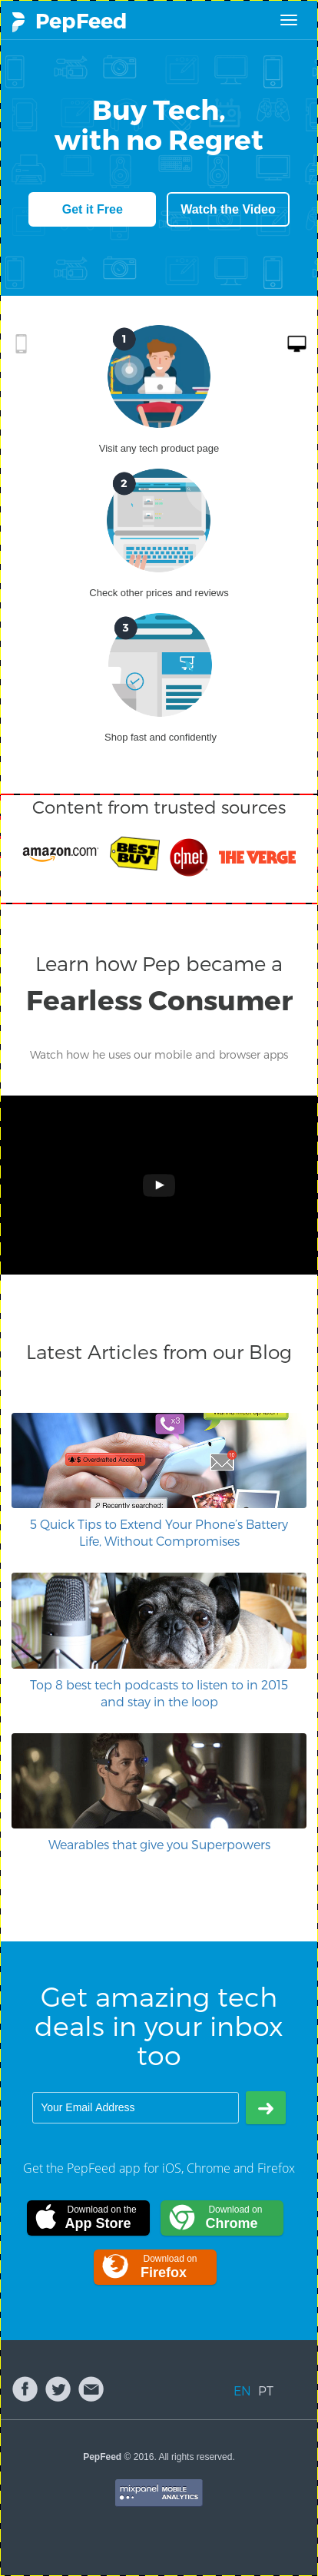 PepFeed
Buy Tech,
with no Regret
Get it Free
Watch the Video
1
Visit any tech product page
2
Check other prices and reviews
3
Shop fast and confidently
Content from trusted sources
amazon.com
BEST BUY
c|net
THE VERGE
Learn how Pep became a
Fearless Consumer
Watch how he uses our mobile and browser apps
Latest Articles from our Blog
x3
Overdrafted Account
Recently searched:
5 Quick Tips to Extend Your Phone's Battery
Life, Without Compromises
Top 8 best tech podcasts to listen to in 2015
and stay in the loop
Wearables that give you Superpowers
Get amazing tech
deals in your inbox
too
Your Email Address
Get the PepFeed app for iOS, Chrome and Firefox
Download on the
App Store
Download on
Chrome
Download on
Firefox
EN PT
PepFeed © 2016. All rights reserved.
mixpanel MOBILE
ANALYTICS